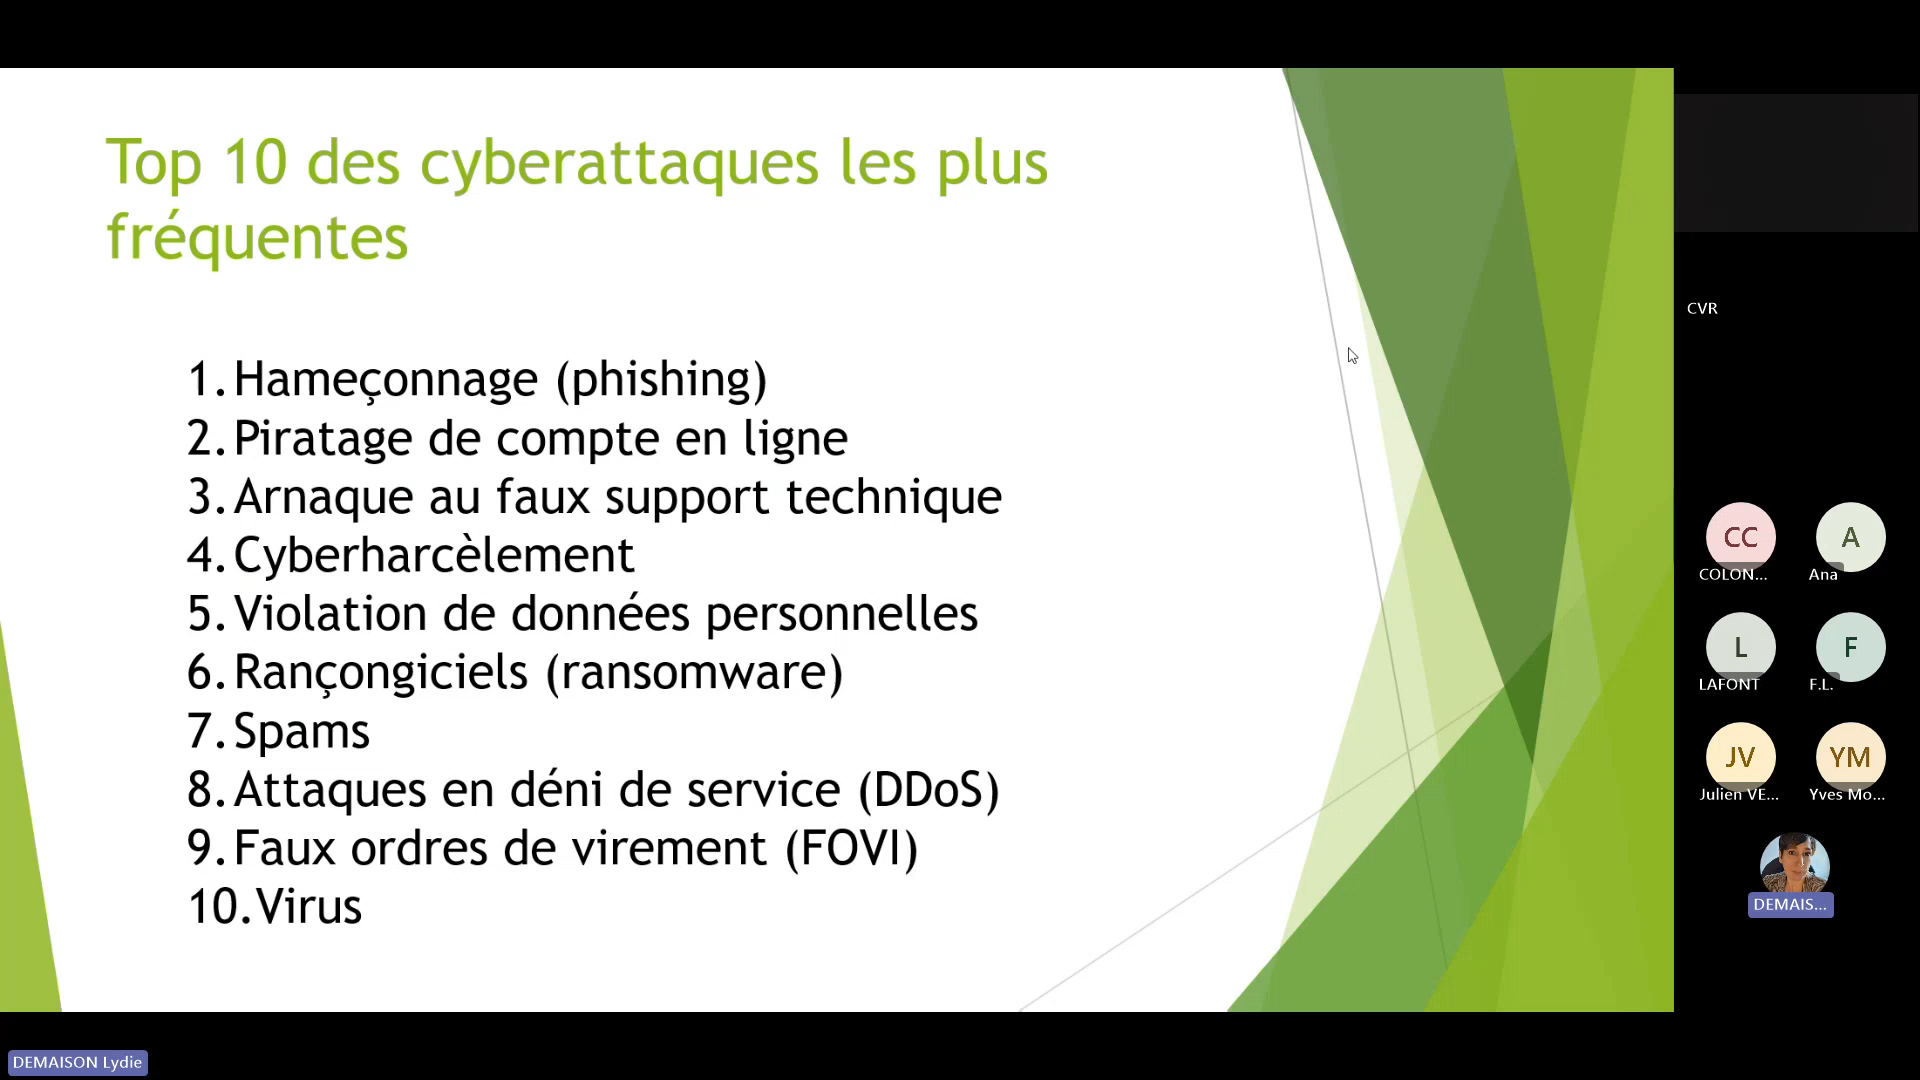 Top 10 des cyberattaques les plus
fréquentes
1. Hameçonnage (phishing)
2. Piratage de compte en ligne
3. Arnaque au faux support technique
4. Cyberharcèlement
5. Violation de données personnelles
6. Rançongiciels (ransomware)
7. Spams
8. Attaques en déni de service (DDoS)
9. Faux ordres de virement (FOVI)
10. Virus
CVR
CC
COLON...
A
Ana
L
LAFONT
F
F.L.
JV
Julien VE...
YM
Yves Mo...
DEMAIS...
DEMAISON Lydie